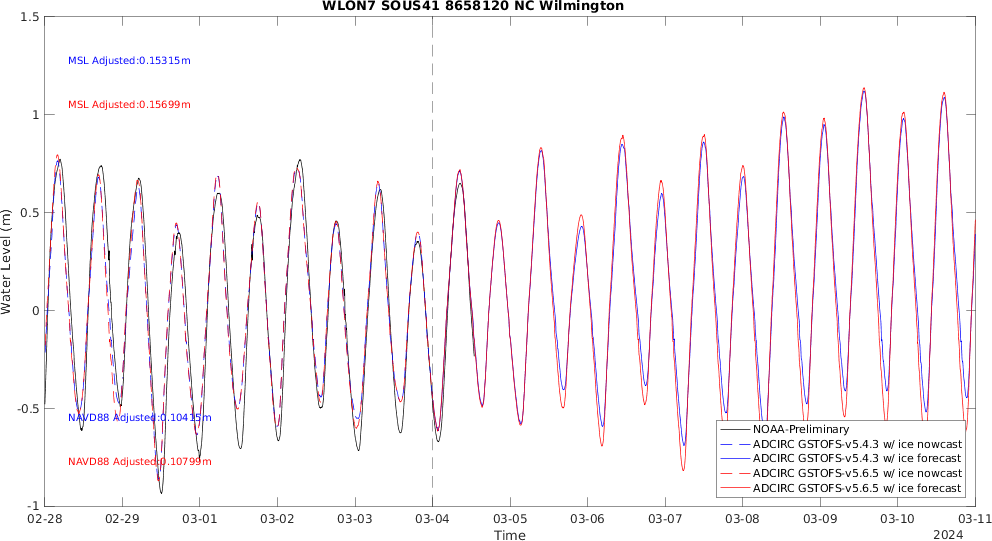 WLON7 SOUS41 8658120 NC Wilmington
1.5
MSL Adjusted:0.15315m
MSL Adjusted:0.15699m
1
0.5
Water Level (m)
0
-0.5
NAVD88 Adjusted:0.10415m
NOAA-Preliminary
ADCIRC GSTOFS-v5.4.3 w/ ice nowcast
ADCIRC GSTOFS-v5.4.3 w/ ice forecast
NAVD88 Adjusted:0.10799m
ADCIRC GSTOFS-v5.6.5 w/ ice nowcast
ADCIRC GSTOFS-v5.6.5 w/ ice forecast
-1
02-28 02-29 03-01 03-02 03-03 03-04 03-05 03-06 03-07 03-08 03-09 03-10 03-11
Time
2024